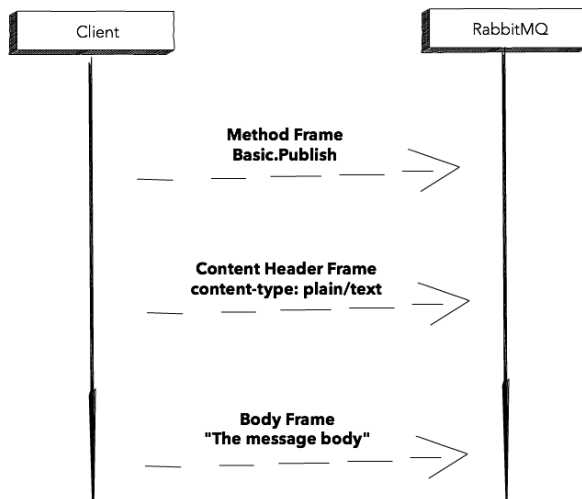 Client
RabbitMQ
Method Frame
Basic.Publish
Content Header Frame
content-type: plain/text
Body Frame
"The message body"